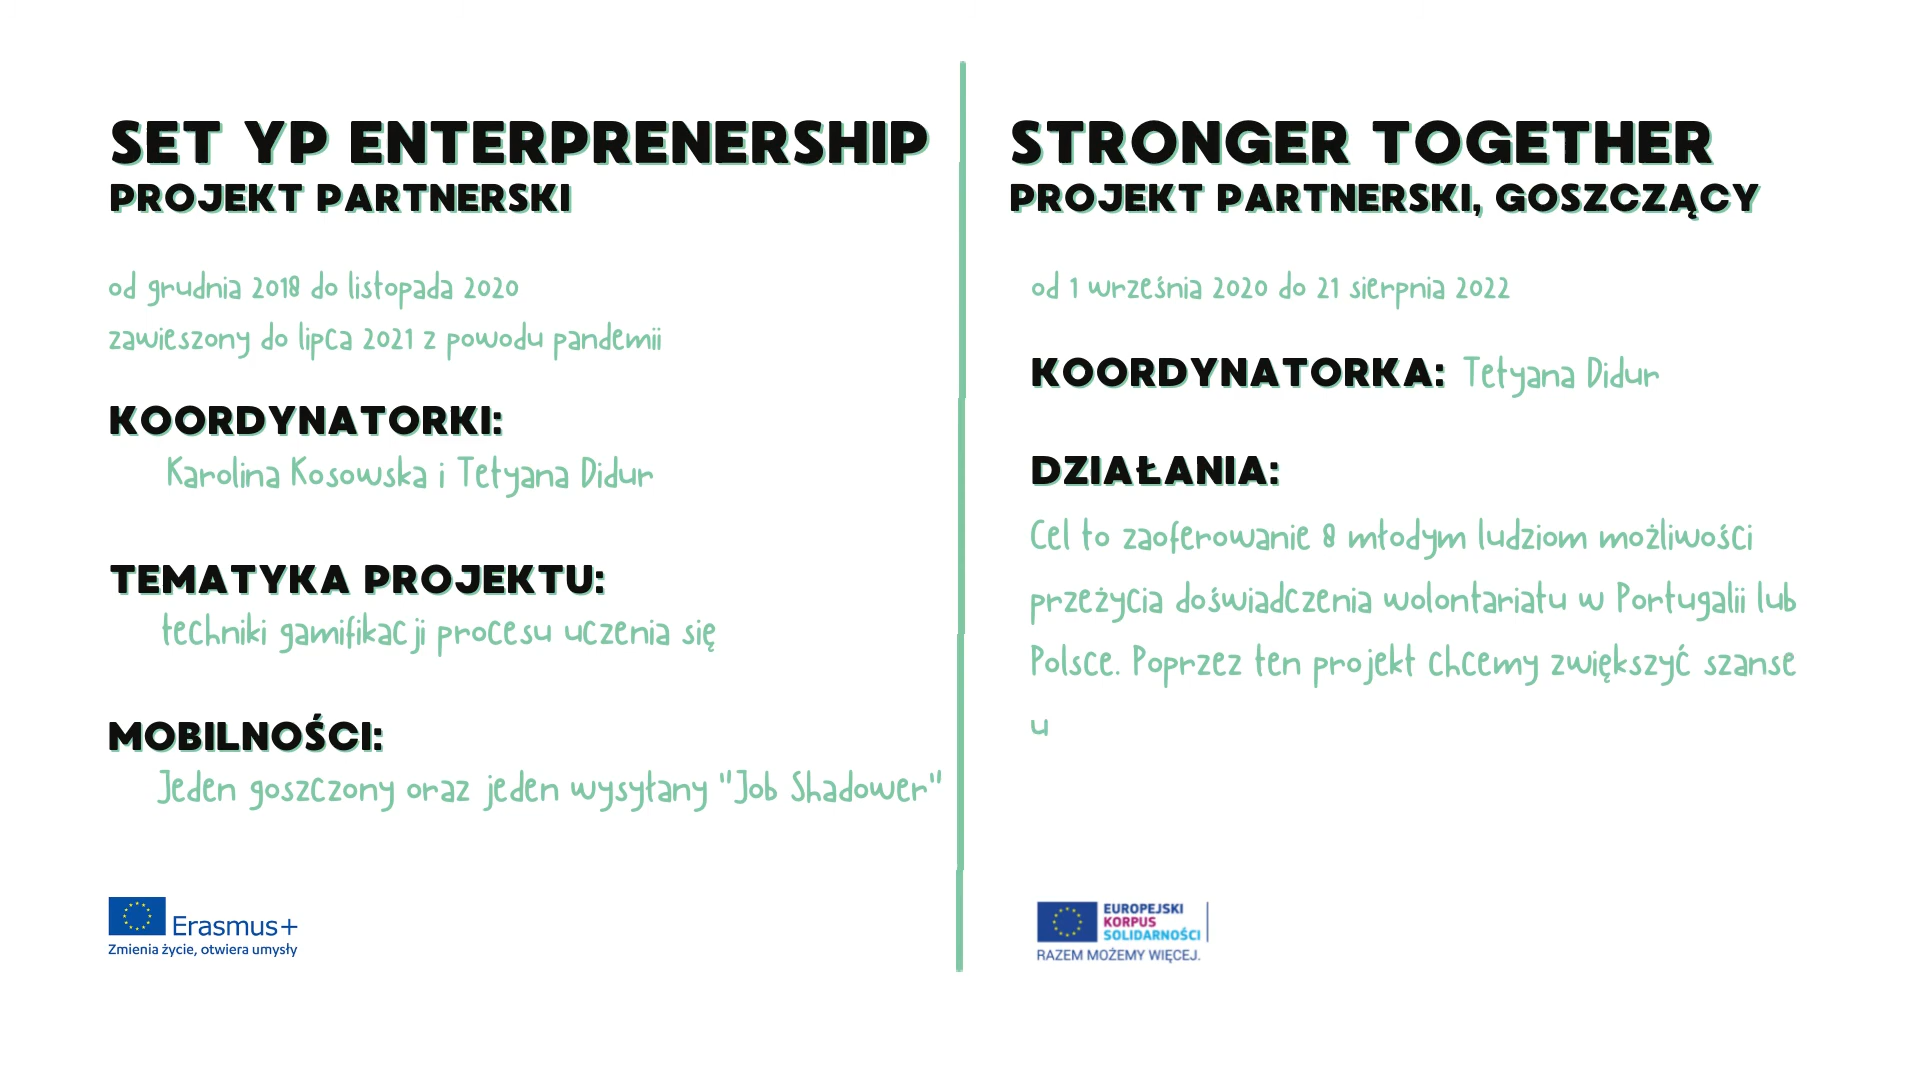 SET YP ENTERPRENERSHIP
PROJEKT PARTNERSKI
od grudnia 2018 do listopada 2020
zawieszony do lipca 2021 z powodu pandemii
KOORDYNATORKI:
Karolina Kosowska i Tetyana Didur
TEMATYKA PROJEKTU:
techniki gamifikacji procesu uczenia się
MOBILNOŚCI:
Jeden goszczony oraz jeden wysyłany "Job Shadower"
Erasmus+
Zmienia życie, otwiera umysły
STRONGER TOGETHER
PROJEKT PARTNERSKI, GOSZCZĄCY
od 1 września 2020 do 21 sierpnia 2022
KOORDYNATORKA: Tetyana Didur
DZIAŁANIA:
Cel to zaoferowanie 8 młodym ludziom możliwości
przeżycia doświadczenia wolontariatu w Portugalii lub
Polsce. Poprzez ten projekt chcemy zwiększyć szanse
u
EUROPEJSKI
KORPUS
SOLIDARNOŚCI
RAZEM MOŻEMY WIĘCEJ.